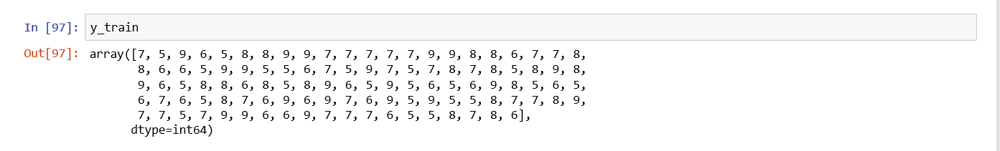 In [97]: y_train
Out[97]: array([7, 5, 9, 6, 5, 8, 8, 9, 9, 7, 7, 7, 7, 7, 9, 9, 8, 8, 6, 7, 7, 8,
8, 6, 6, 5, 9, 9, 5, 5, 6, 7, 5, 9, 7, 5, 7, 8, 7, 8, 5, 8, 9, 8,
9, 6, 5, 8, 8, 6, 8, 5, 8, 9, 6, 5, 9, 5, 6, 5, 6, 9, 8, 5, 6, 5,
6, 7, 6, 5, 8, 7, 6, 9, 6, 9, 7, 6, 9, 5, 9, 5, 5, 8, 7, 7, 8, 9,
7, 7, 5, 7, 9, 9, 6, 6, 9, 7, 7, 7, 6, 5, 5, 8, 7, 8, 6],
dtype=int64)